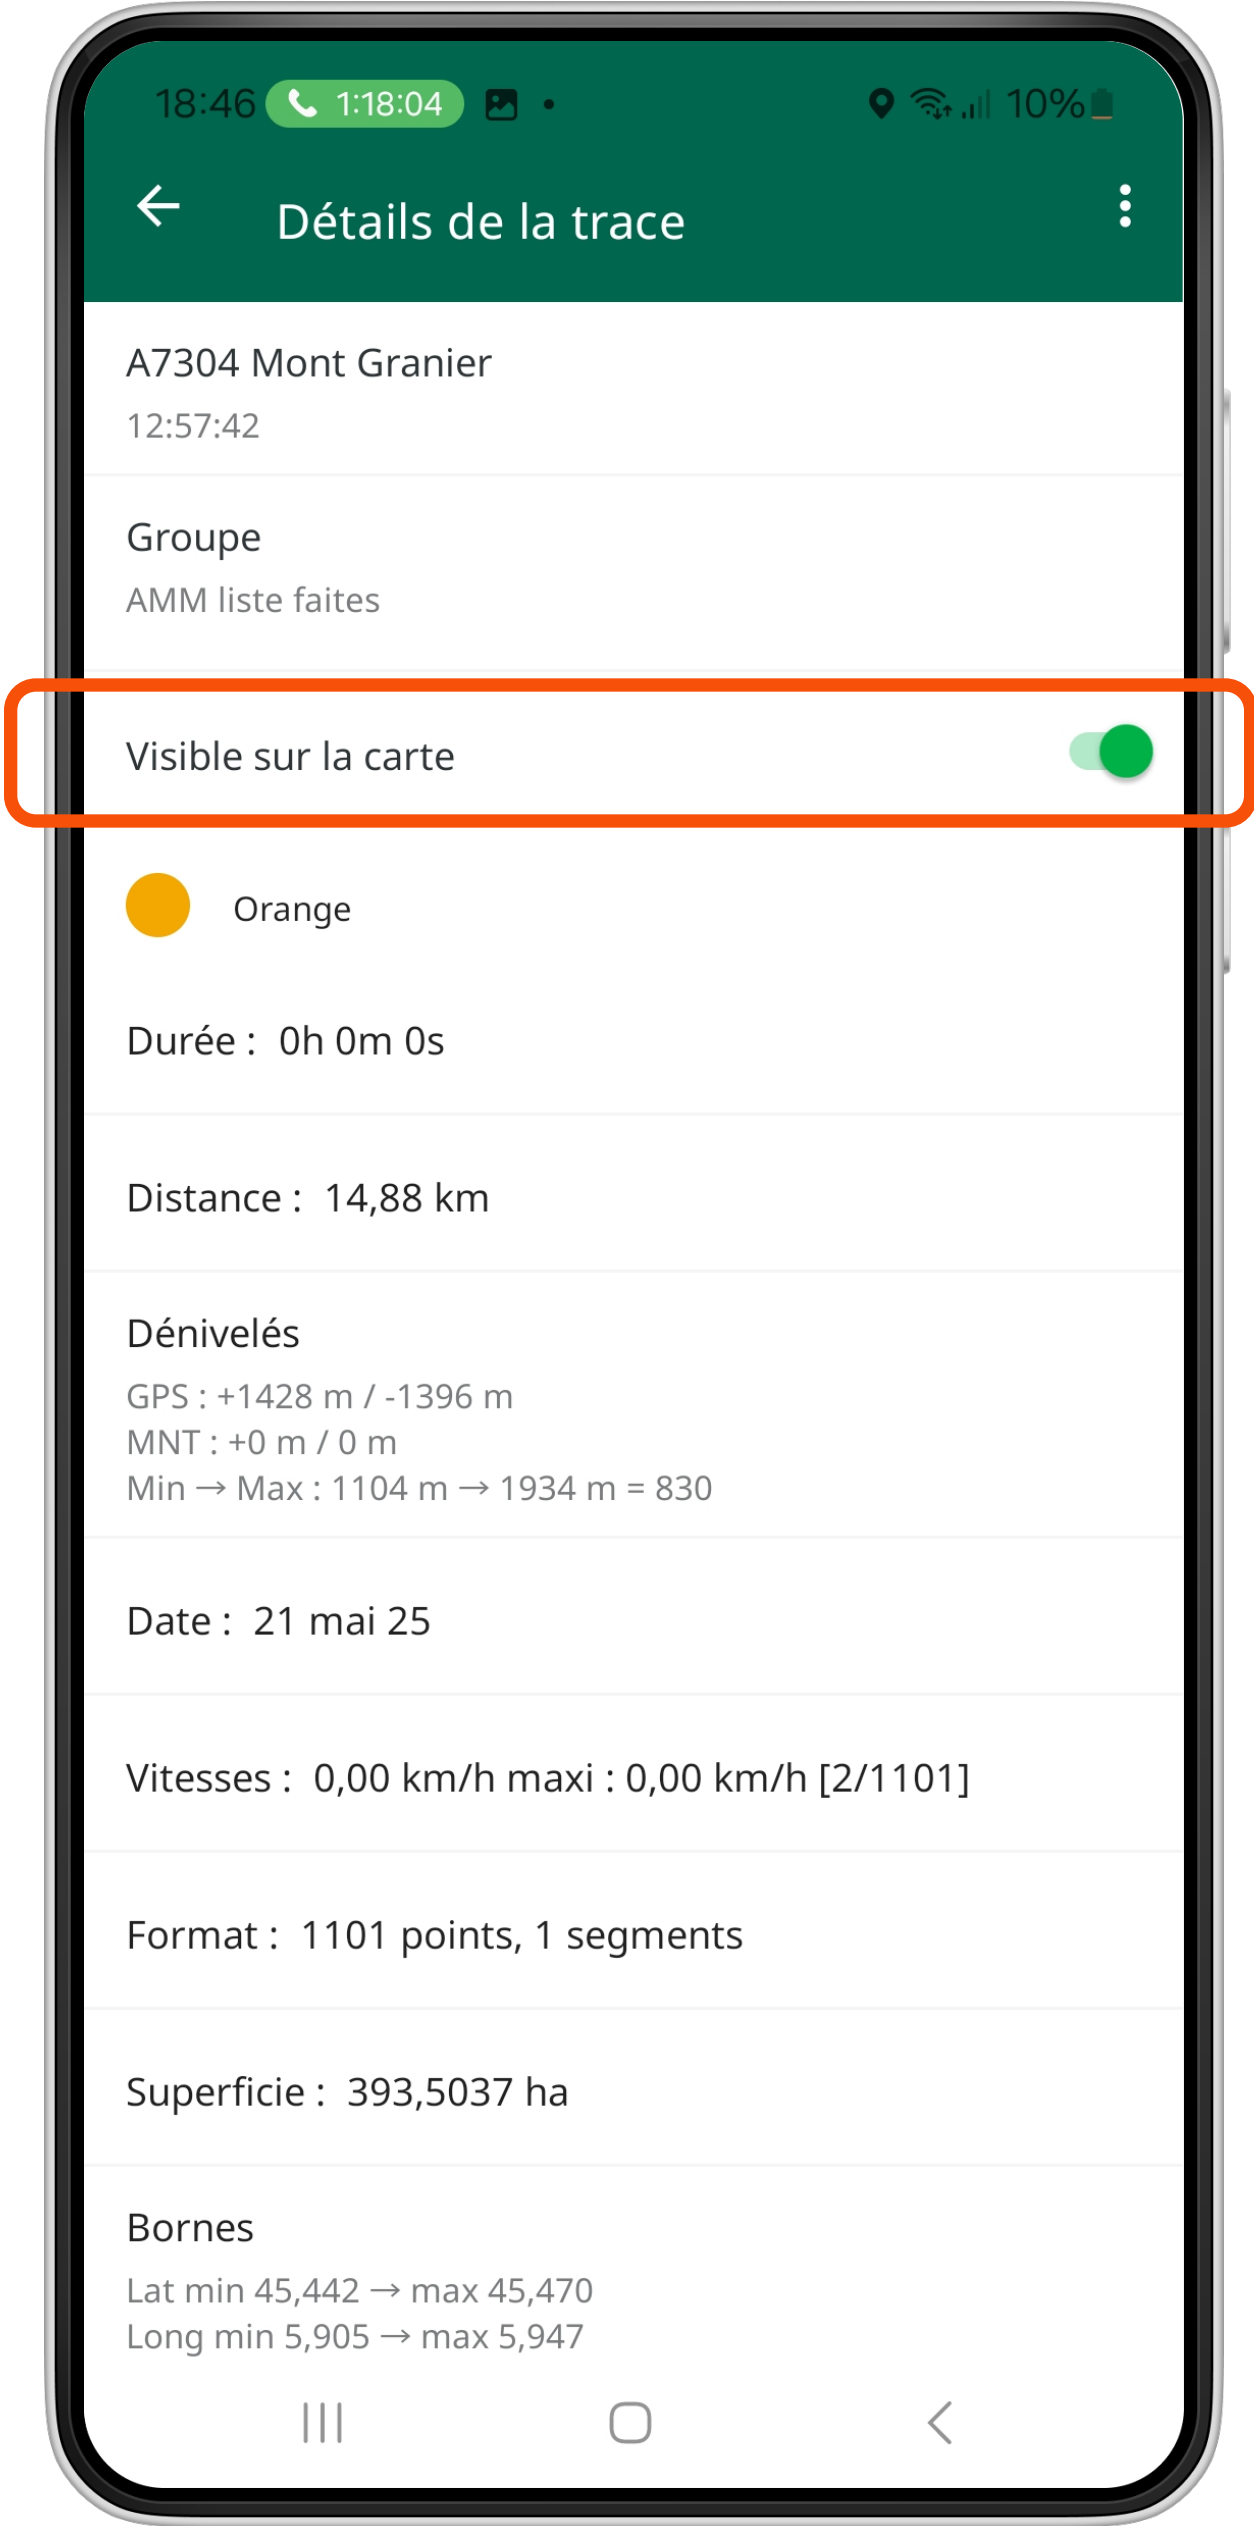 18:46 1:18:04 10%
Détails de la trace
A7304 Mont Granier
12:57:42
Groupe
AMM liste faites
Visible sur la carte
Orange
Durée : 0h 0m 0s
Distance : 14,88 km
Dénivelés
GPS : +1428 m / -1396 m
MNT : +0 m / 0 m
Min → Max : 1104 m → 1934 m = 830
Date : 21 mai 25
Vitesses : 0,00 km/h maxi : 0,00 km/h [2/1101]
Format : 1101 points, 1 segments
Superficie : 393,5037 ha
Bornes
Lat min 45,442 → max 45,470
Long min 5,905 → max 5,947